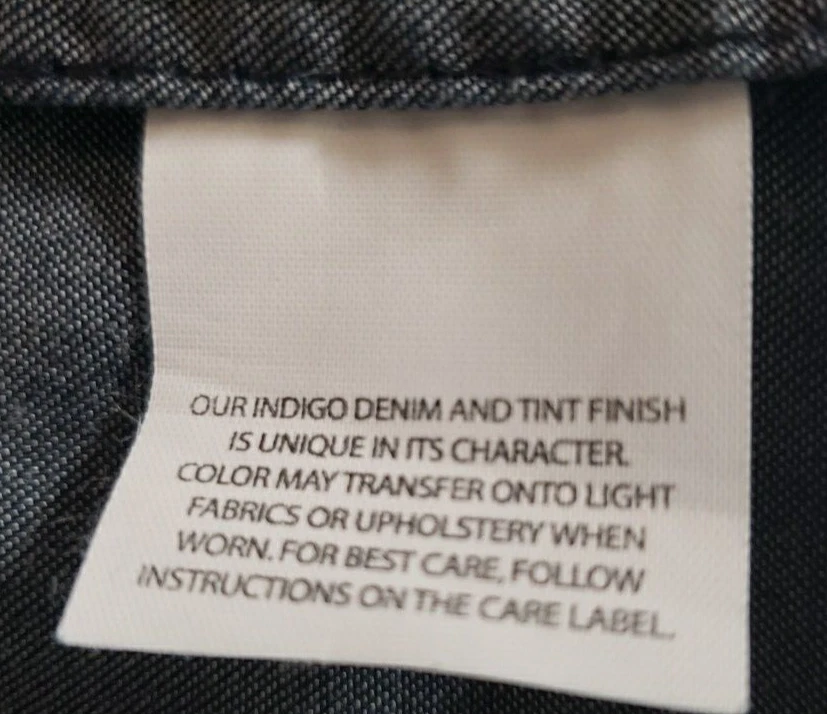 OUR INDIGO DENIM AND TINT FINISH
IS UNIQUE IN ITS CHARACTER.
COLOR MAY TRANSFER ONTO LIGHT
FABRICS OR UPHOLSTERY WHEN
WORN. FOR BEST CARE, FOLLOW
INSTRUCTIONS ON THE CARE LABEL.